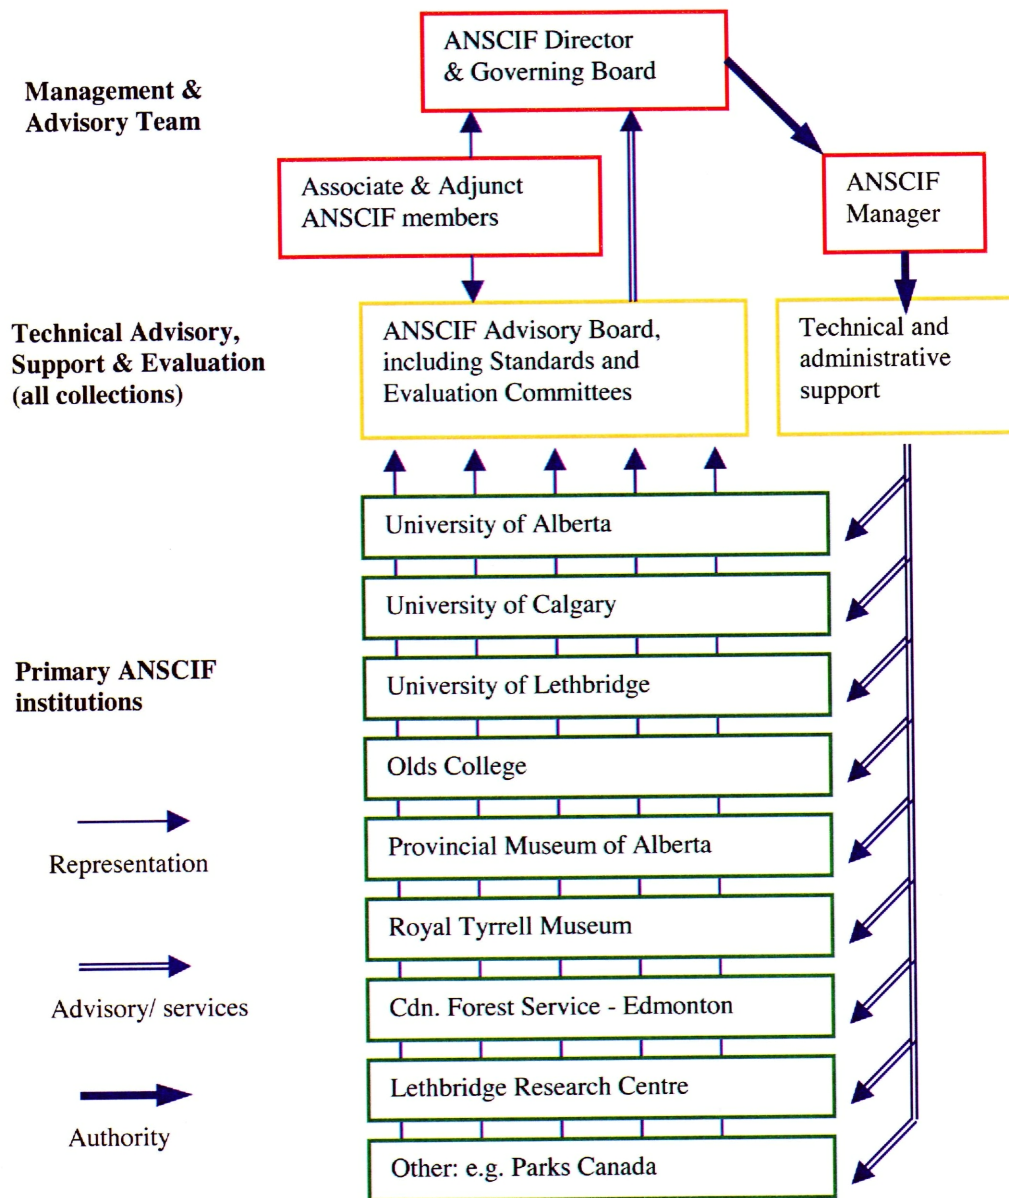 ANSCIF Director
& Governing Board
Management &
Advisory Team
Associate & Adjunct
ANSCIF members
ANSCIF
Manager
Technical Advisory,
Support & Evaluation
(all collections)
ANSCIF Advisory Board,
including Standards and
Evaluation Committees
Technical and
administrative
support
University of Alberta
University of Calgary
Primary ANSCIF
institutions
University of Lethbridge
Olds College
Provincial Museum of Alberta
Royal Tyrrell Museum
Cdn. Forest Service - Edmonton
Lethbridge Research Centre
Other: e.g. Parks Canada
Representation
Advisory/ services
Authority